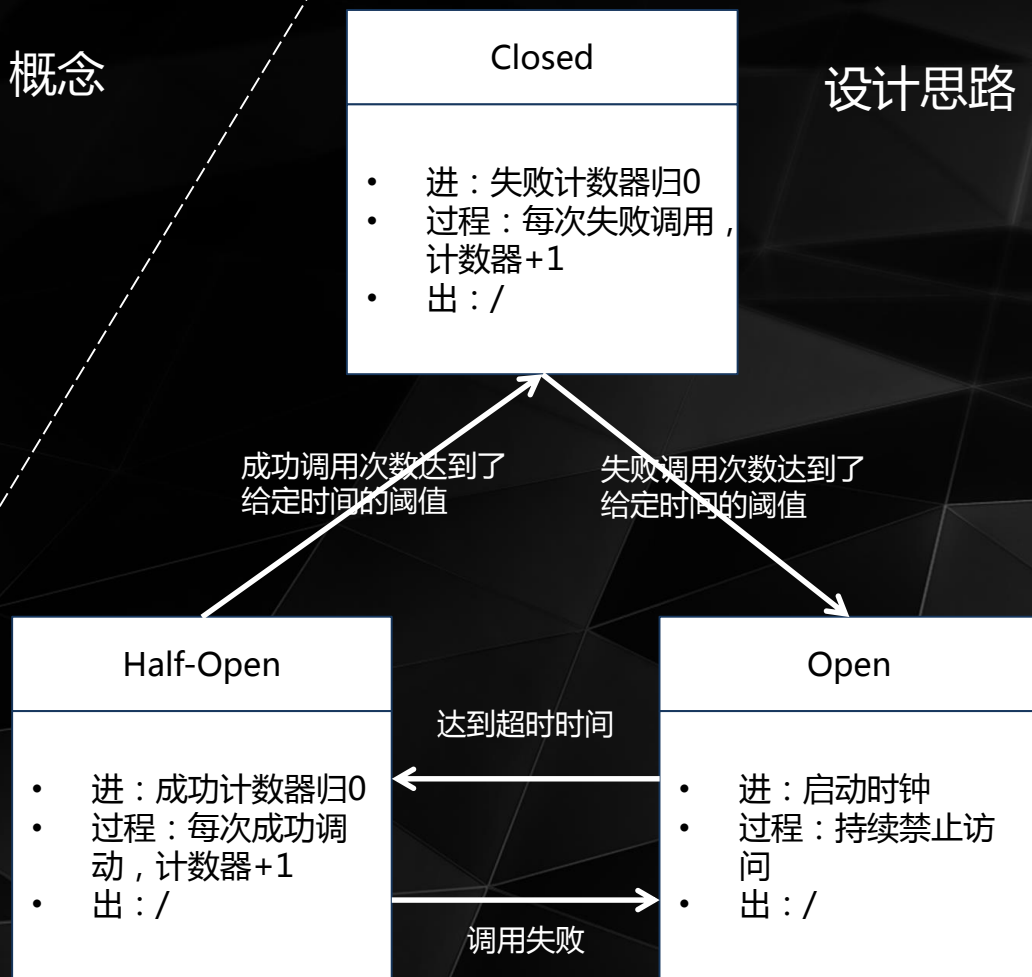 概念
设计思路
Closed
• 进：失败计数器归0
• 过程：每次失败调用，
计数器+1
• 出：/
成功调用次数达到了
给定时间的阈值
失败调用次数达到了
给定时间的阈值
Half-Open
• 进：成功计数器归0
• 过程：每次成功调
动，计数器+1
• 出：/
达到超时时间
调用失败
Open
• 进：启动时钟
• 过程：持续禁止访
问
• 出：/